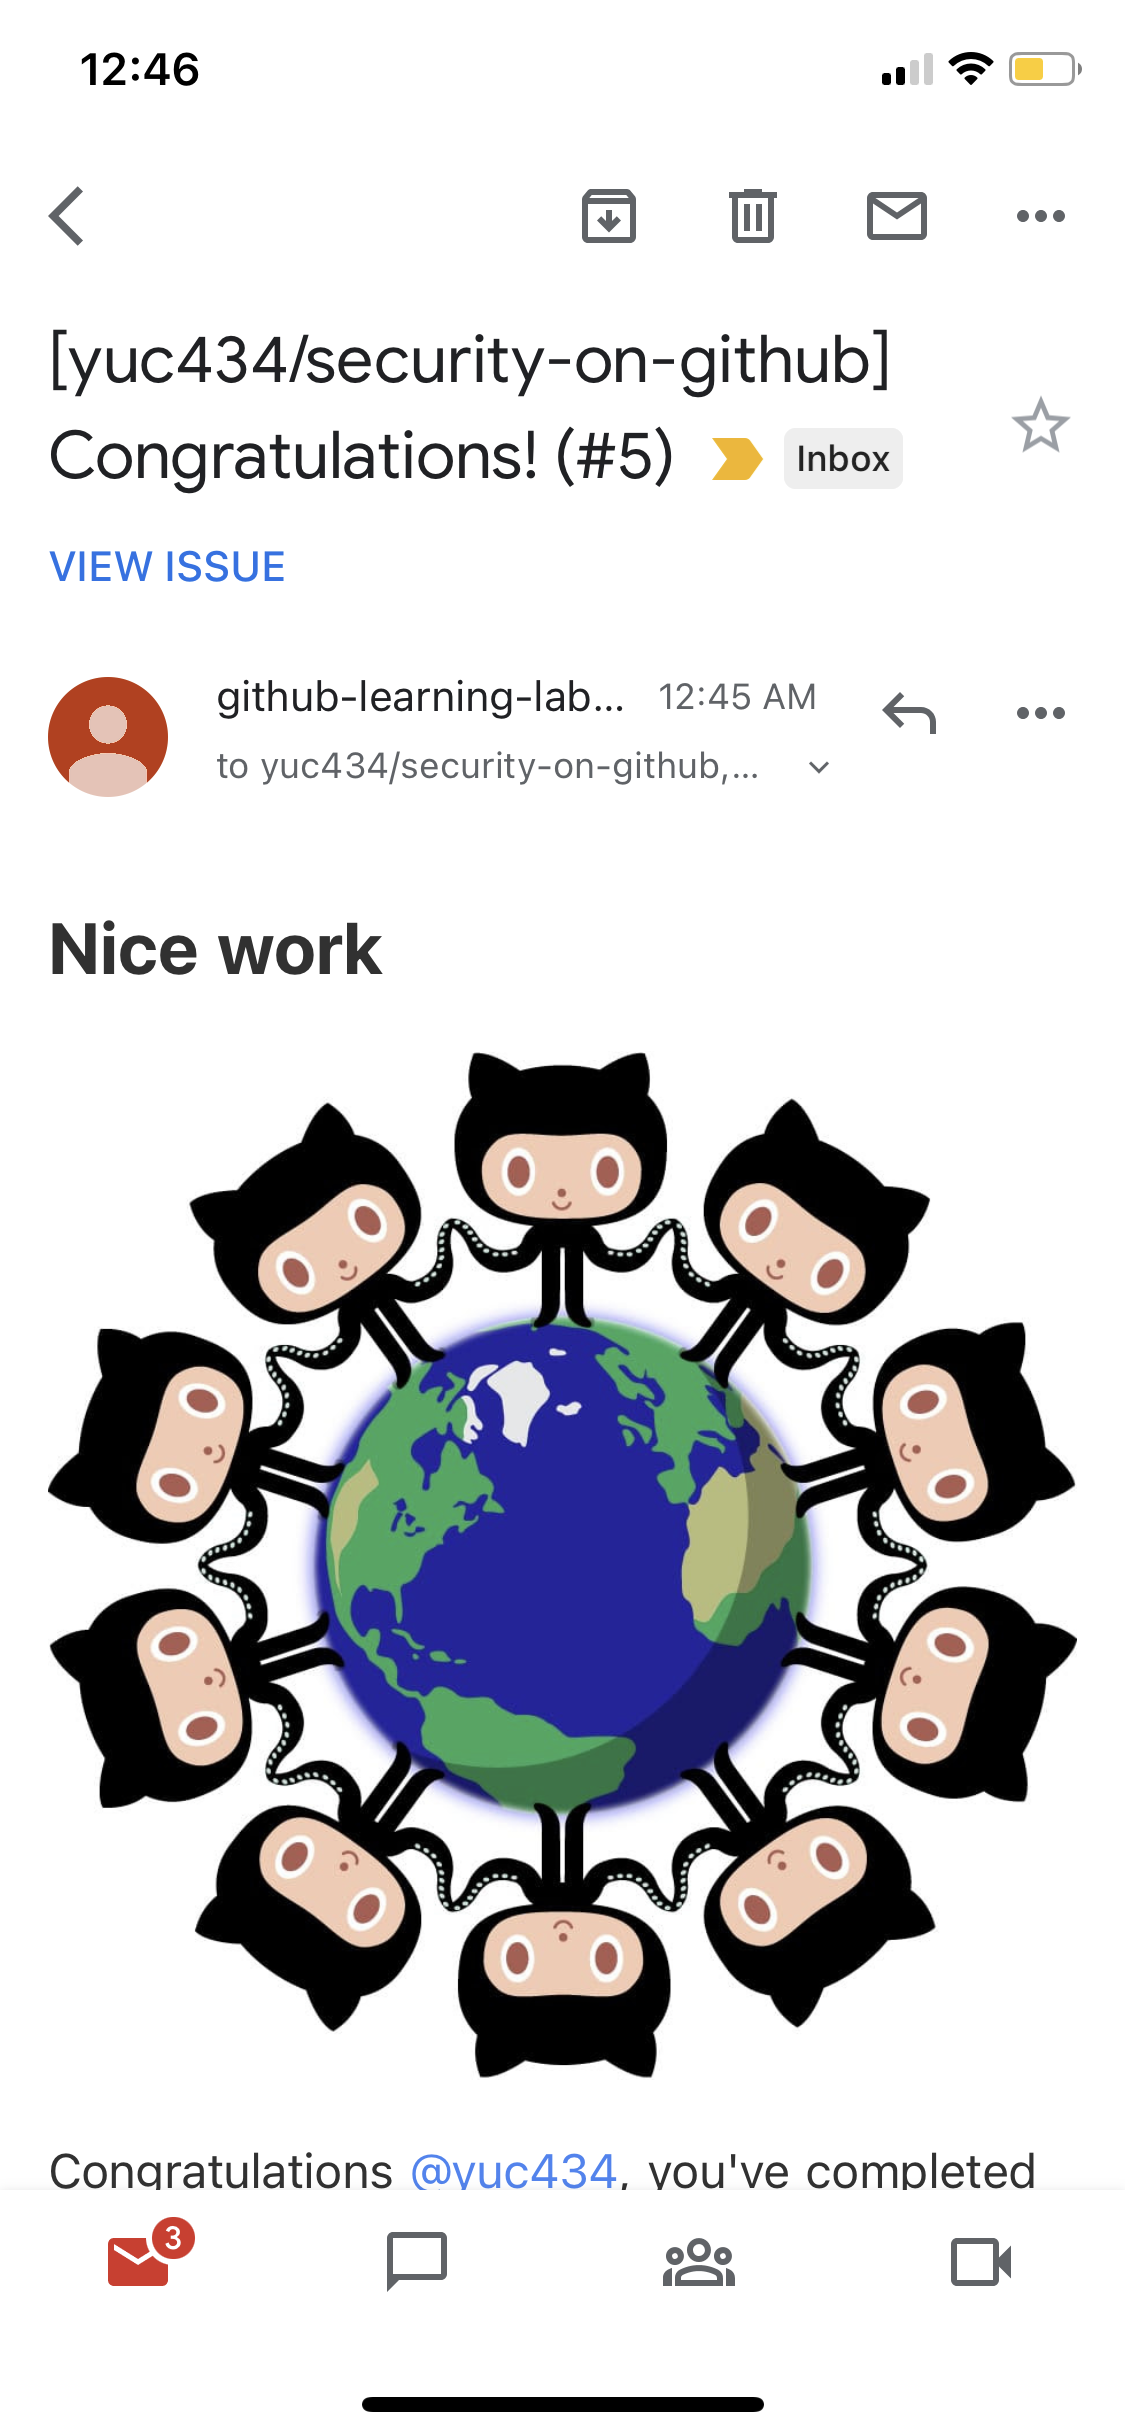 12:46
[yuc434/security-on-github]
Congratulations! (#5) Inbox
VIEW ISSUE
github-learning-lab... 12:45 AM
to yuc434/security-on-github,...
Nice work
Congratulations @yuc434, you've completed
3